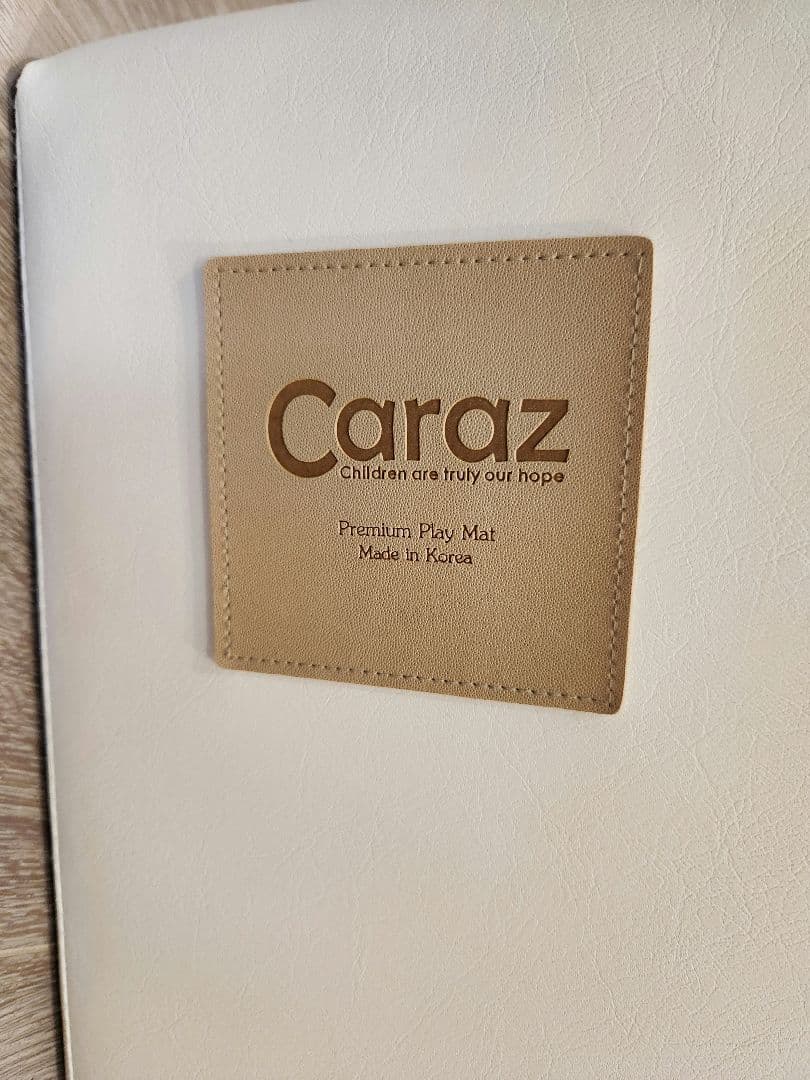 Caraz
Children are truly our hope
Premium Play Mat
Made in Korea